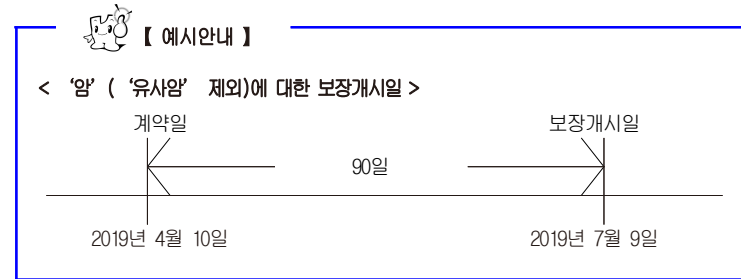 【 예시안내 】
< ‘암’ ( ‘유사암’ 제외)에 대한 보장개시일 >
계약일 보장개시일
90일
2019년 4월 10일 2019년 7월 9일